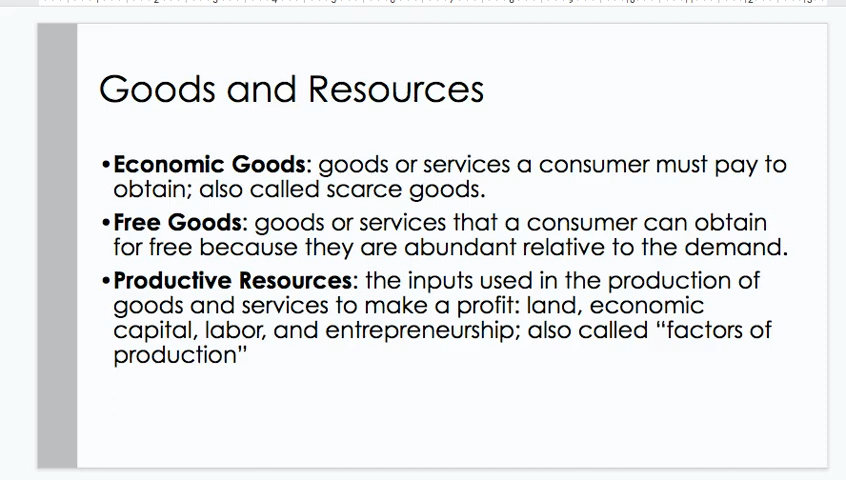 Goods and Resources
•Economic Goods: goods or services a consumer must pay to
obtain; also called scarce goods.
•Free Goods: goods or services that a consumer can obtain
for free because they are abundant relative to the demand.
•Productive Resources: the inputs used in the production of
goods and services to make a profit: land, economic
capital, labor, and entrepreneurship; also called “factors of
production”